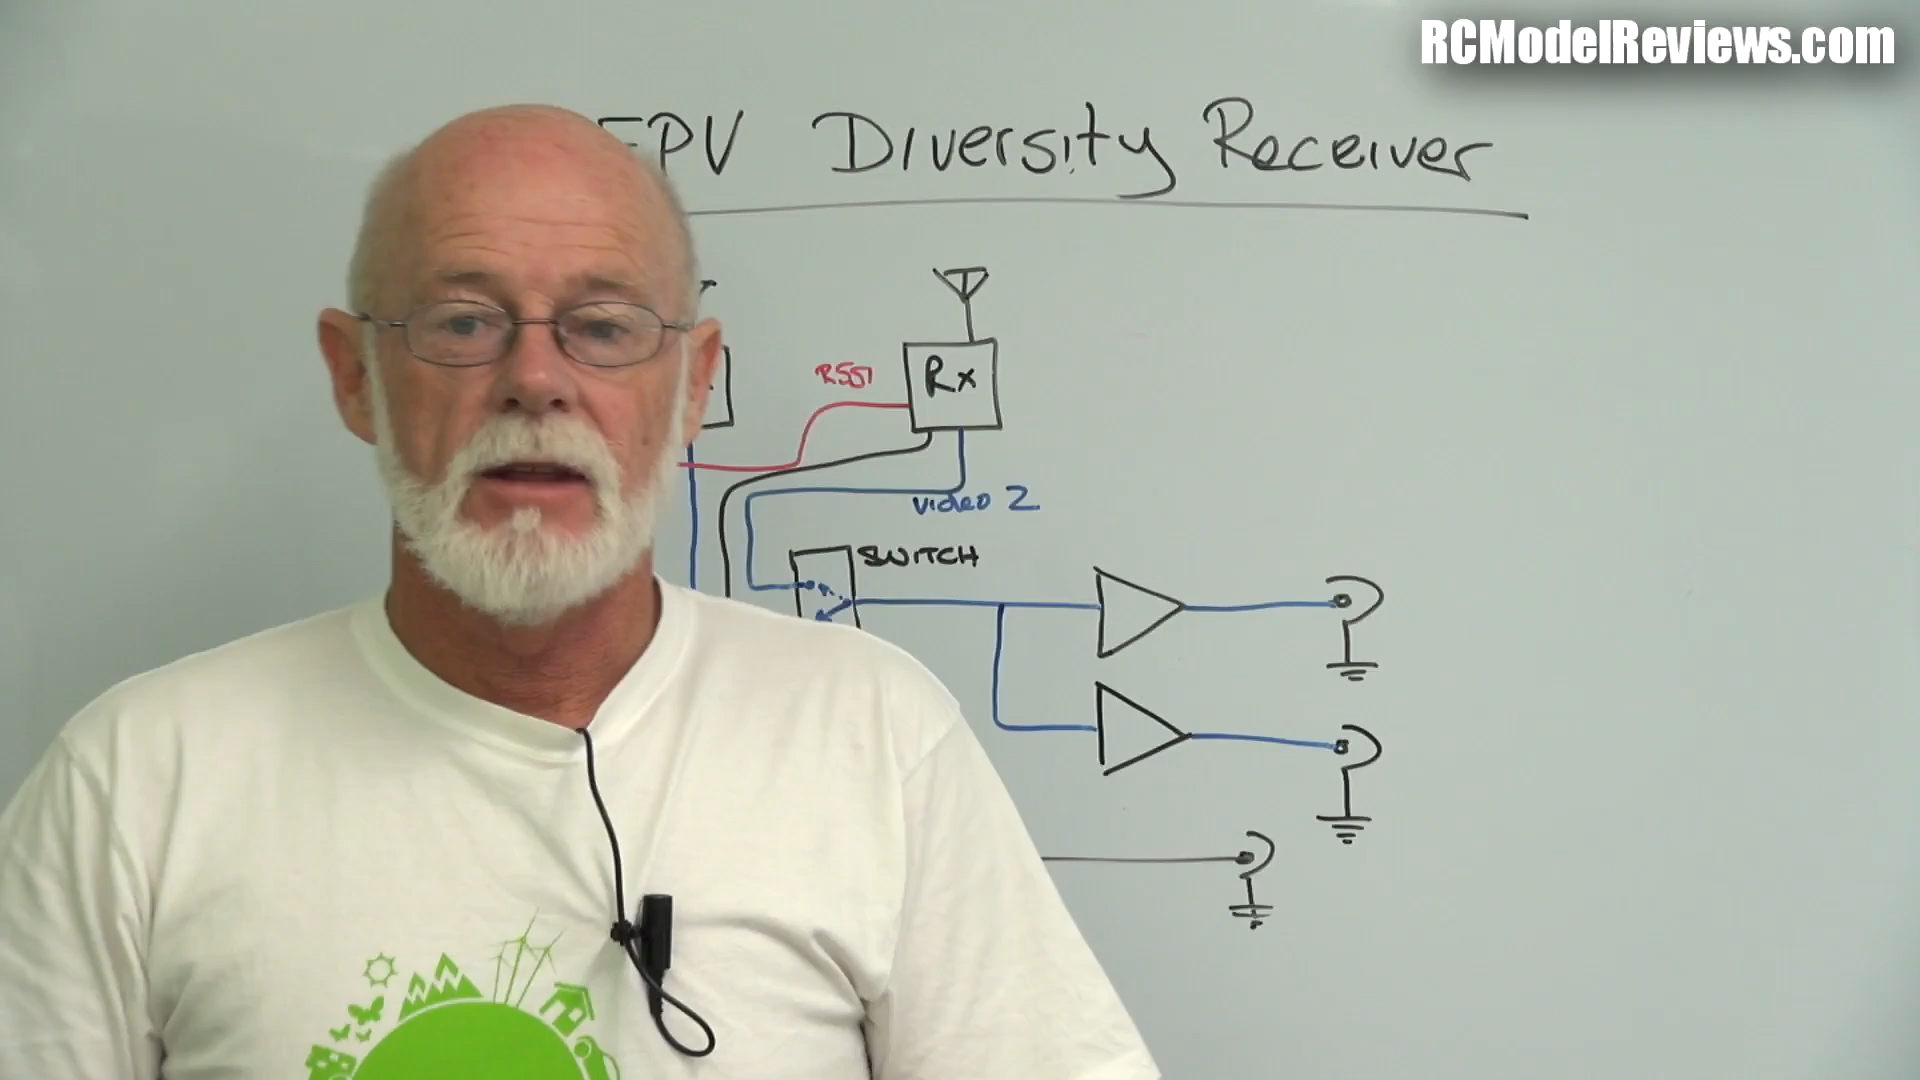 RCModelReviews.com
FPV Diversity Receiver
RSSI
Rx
video 2
SWITCH